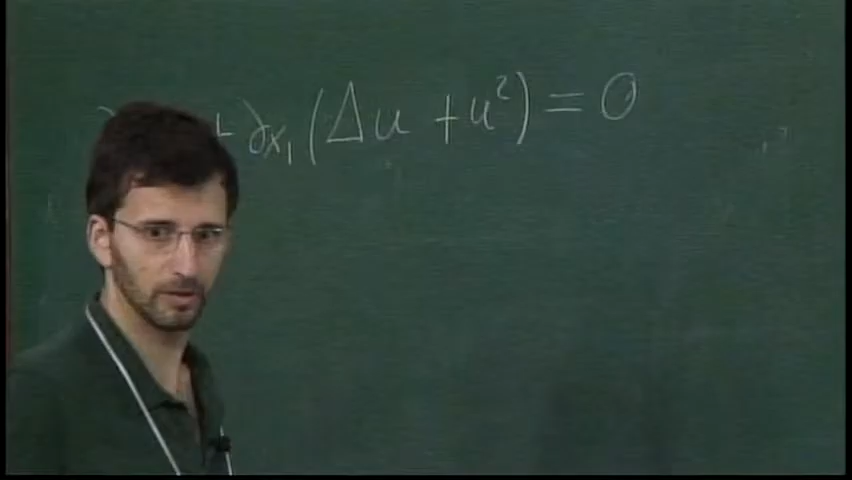 + ∂x₁(Δu + u²) = 0